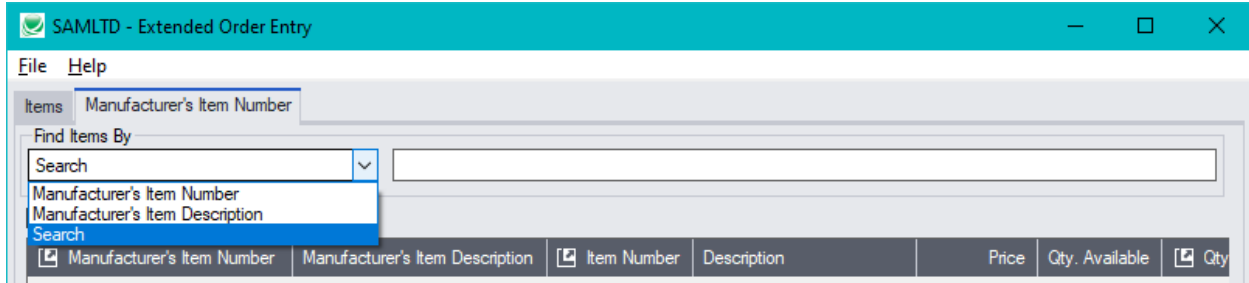 SAMLTD - Extended Order Entry
File Help
Items Manufacturer's Item Number
Find Items By
Search
Manufacturer's Item Number
Manufacturer's Item Description
Search
Manufacturer's Item Number Manufacturer's Item Description Item Number Description Price Qty. Available Qty